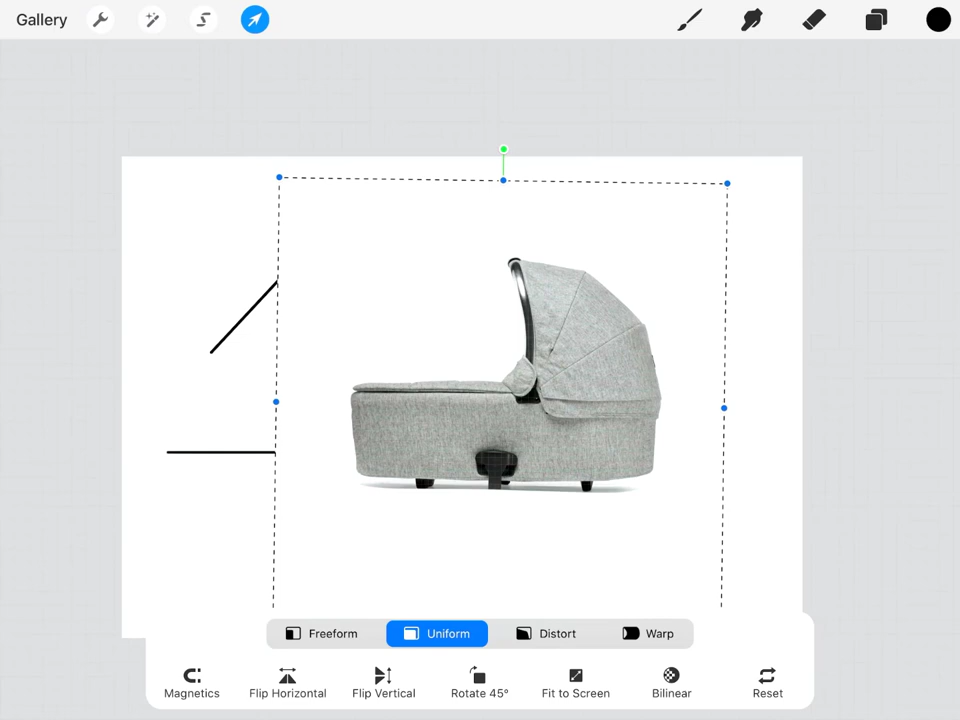 Gallery
Freeform Uniform Distort Warp
Magnetics Flip Horizontal Flip Vertical Rotate 45° Fit to Screen Bilinear Reset